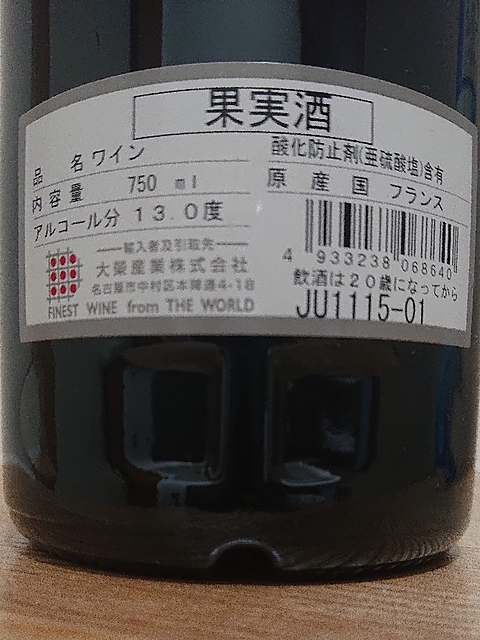 果実酒
品名 ワイン
酸化防止剤(亜硫酸塩)含有
内容量 750 ml
原産国 フランス
アルコール分 13.0度
輸入者及引取先
大榮産業株式会社
名古屋市中村区本陣通4-18
FINEST WINE from THE WORLD
4 933238 068640
飲酒は20歳になってから
JU1115-01